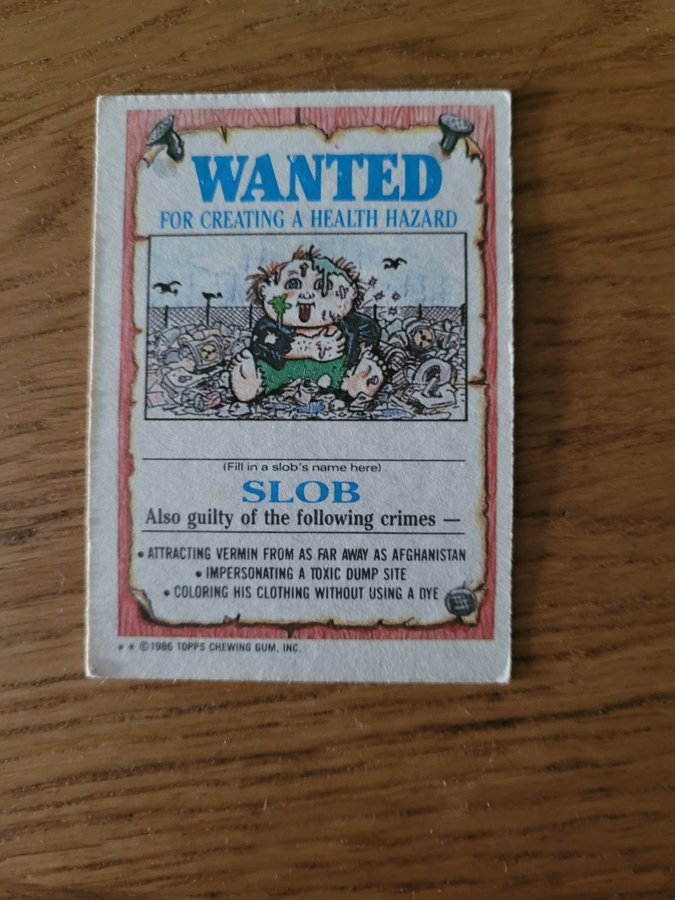 WANTED
FOR CREATING A HEALTH HAZARD
(Fill in a slob's name here)
SLOB
Also guilty of the following crimes —
• ATTRACTING VERMIN FROM AS FAR AWAY AS AFGHANISTAN
• IMPERSONATING A TOXIC DUMP SITE
• COLORING HIS CLOTHING WITHOUT USING A DYE
* * ©1986 TOPPS CHEWING GUM, INC.